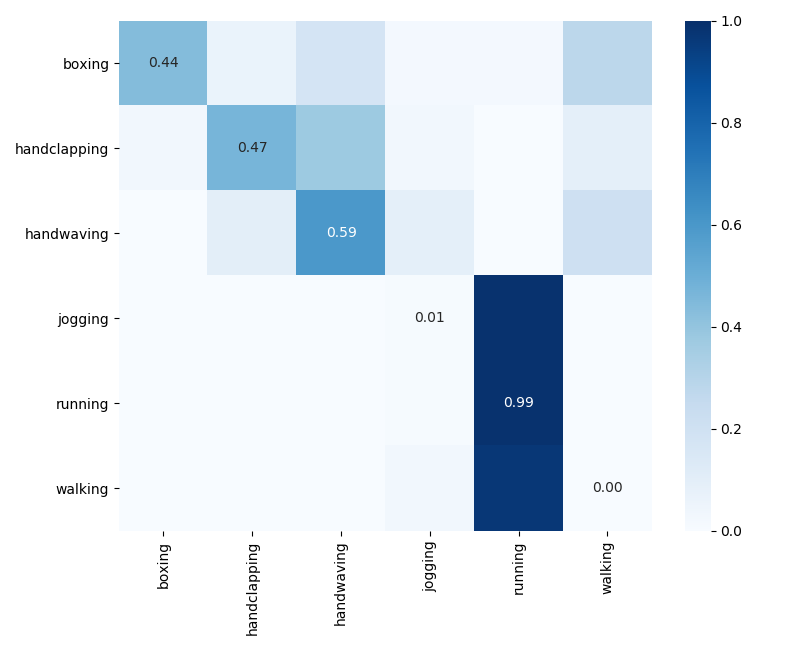 boxing
handclapping
handwaving
jogging
running
walking
0.44
0.47
0.59
0.01
0.99
0.00
boxing
handclapping
handwaving
jogging
running
walking
1.0
0.8
0.6
0.4
0.2
0.0